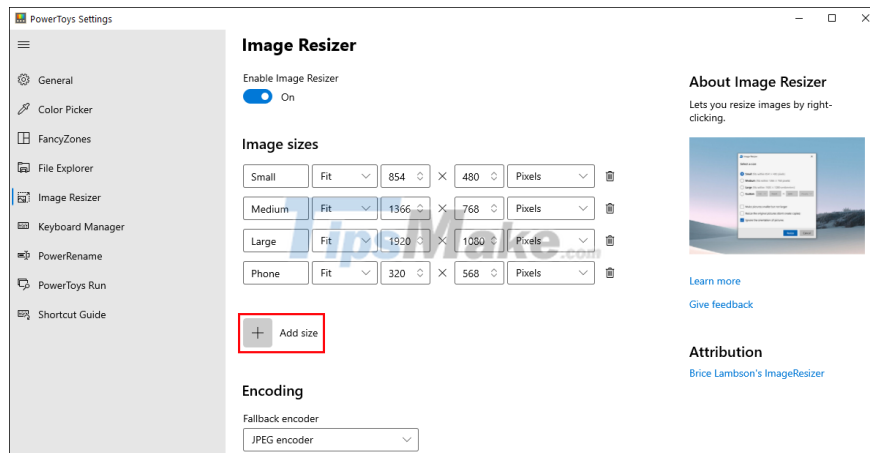 PowerToys Settings
General
Color Picker
FancyZones
File Explorer
Image Resizer
Keyboard Manager
PowerRename
PowerToys Run
Shortcut Guide
Image Resizer
Enable Image Resizer
On
Image sizes
Small Fit 854 × 480 Pixels
Medium Fit 1366 × 768 Pixels
Large Fit 1920 × 1080 Pixels
Phone Fit 320 × 568 Pixels
TipsMake.com
Add size
Encoding
Fallback encoder
JPEG encoder
About Image Resizer
Lets you resize images by right-
clicking.
Learn more
Give feedback
Attribution
Brice Lambson's ImageResizer